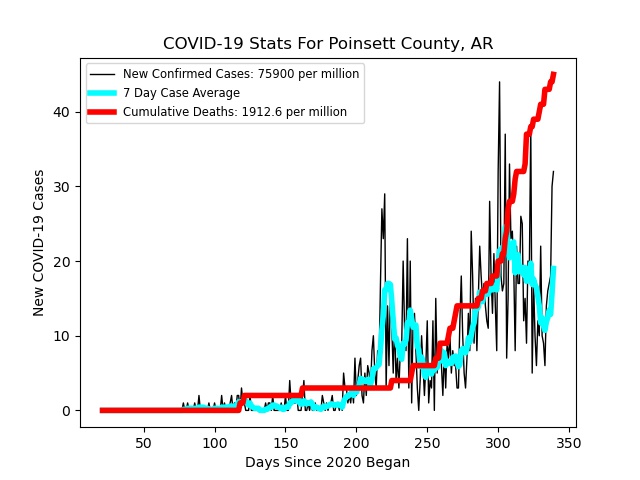 COVID-19 Stats For Poinsett County, AR
New Confirmed Cases: 75900 per million
7 Day Case Average
Cumulative Deaths: 1912.6 per million
New COVID-19 Cases
40
30
20
10
0
50 100 150 200 250 300 350
Days Since 2020 Began